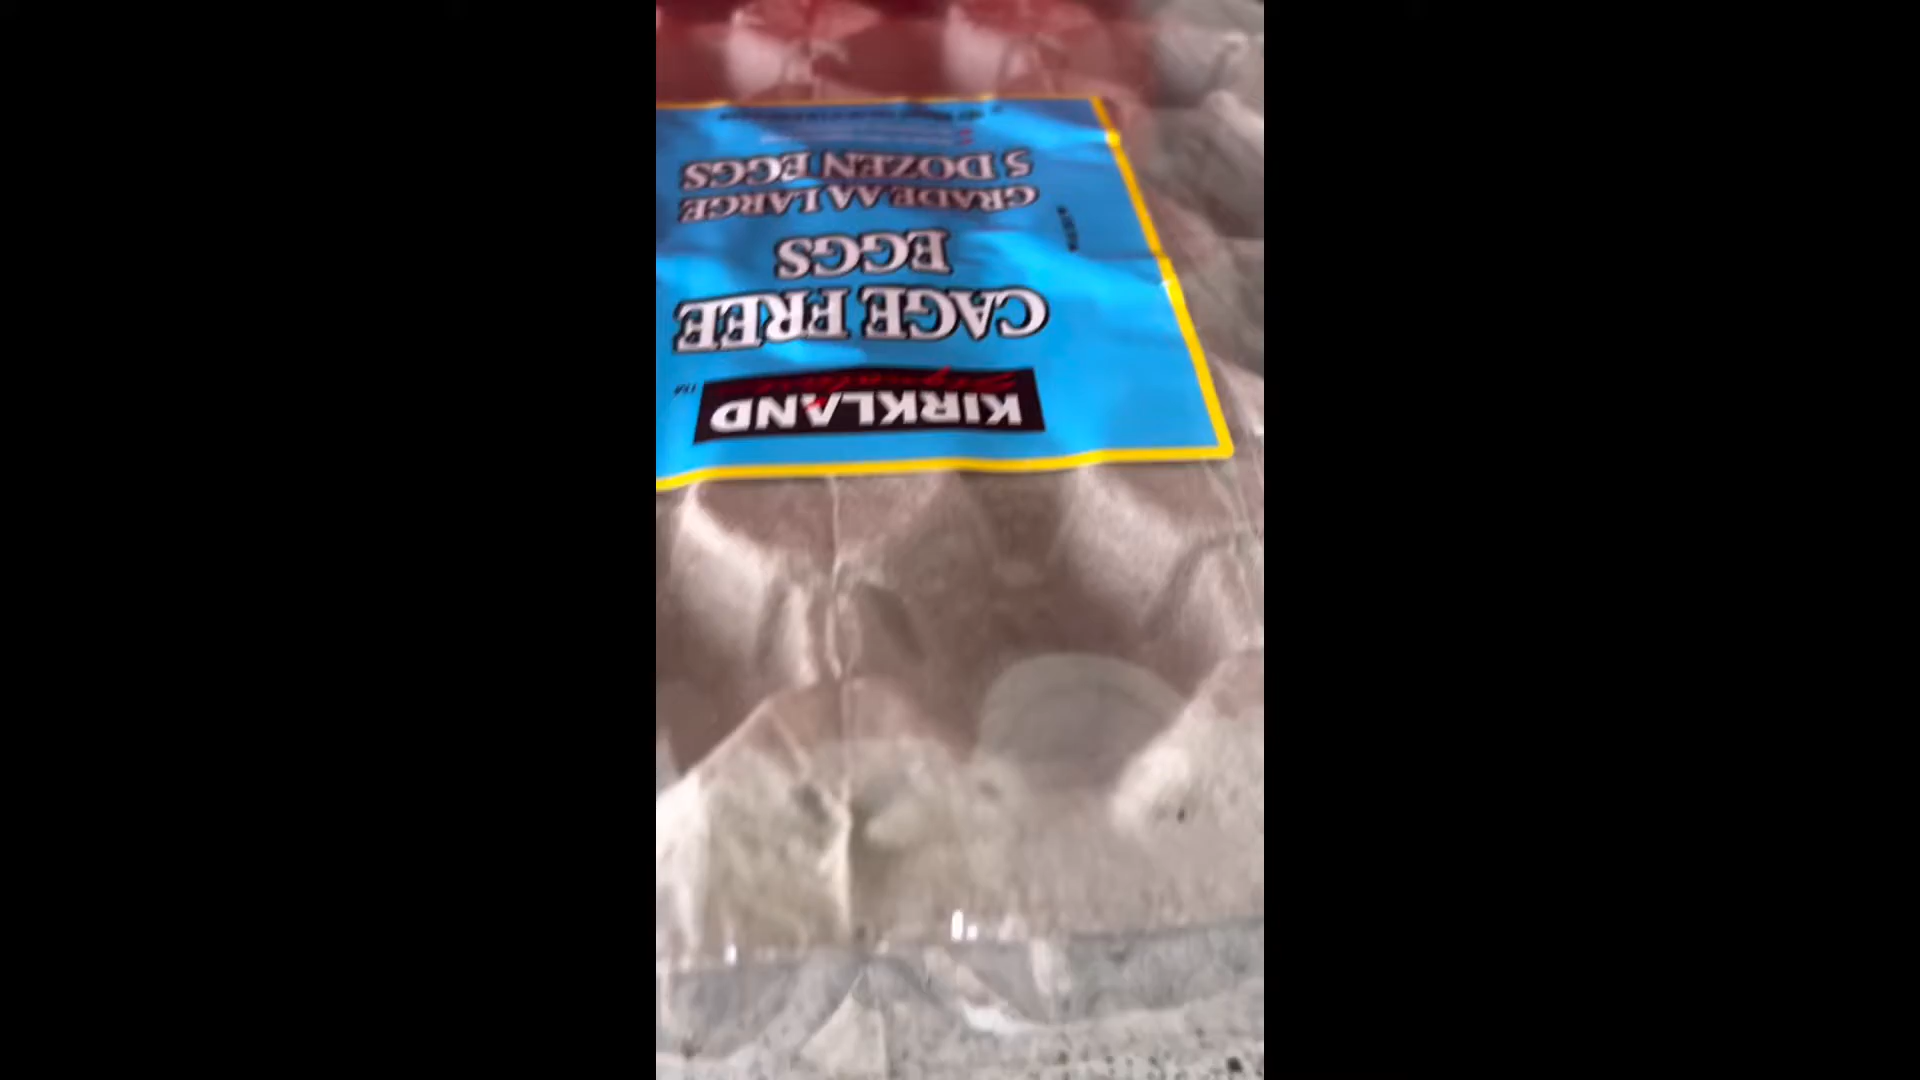 KIRKLAND
Signature
CAGE FREE
EGGS
GRADE AA LARGE
5 DOZEN EGGS